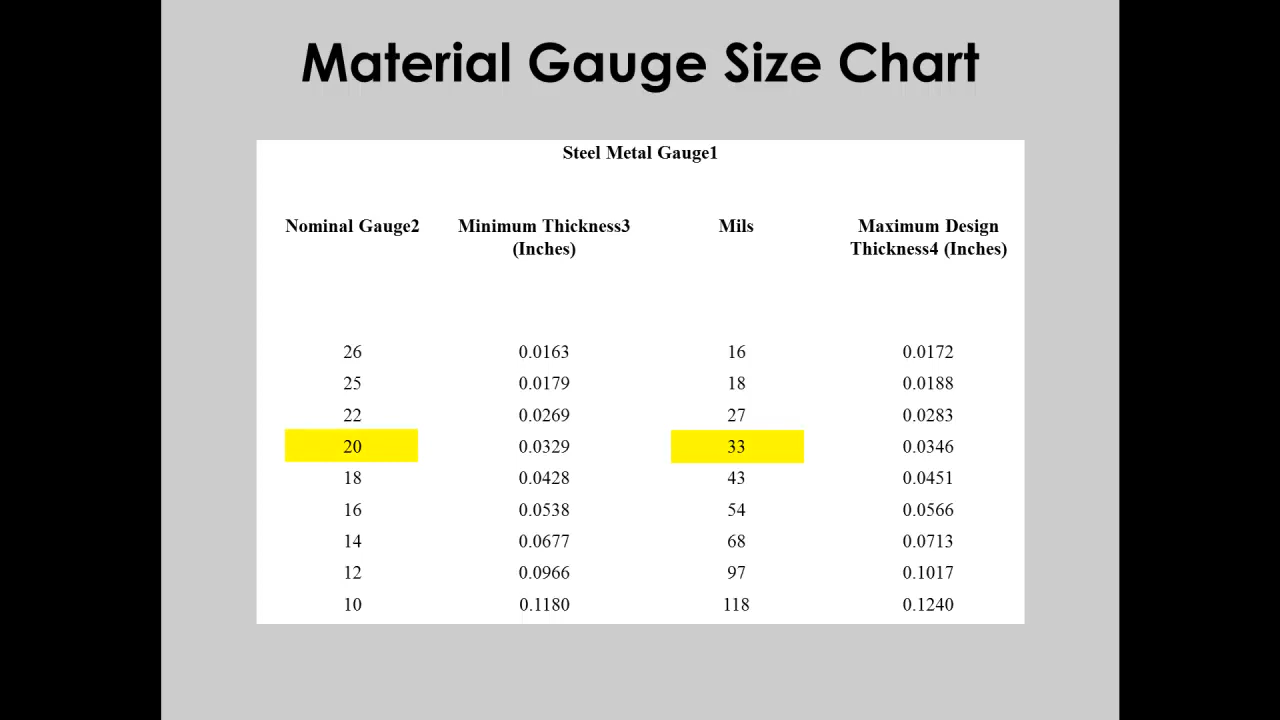 Material Gauge Size Chart
Steel Metal Gauge1
Nominal Gauge2 Minimum Thickness3 (Inches) Mils Maximum Design Thickness4 (Inches)
26 0.0163 16 0.0172
25 0.0179 18 0.0188
22 0.0269 27 0.0283
20 0.0329 33 0.0346
18 0.0428 43 0.0451
16 0.0538 54 0.0566
14 0.0677 68 0.0713
12 0.0966 97 0.1017
10 0.1180 118 0.1240